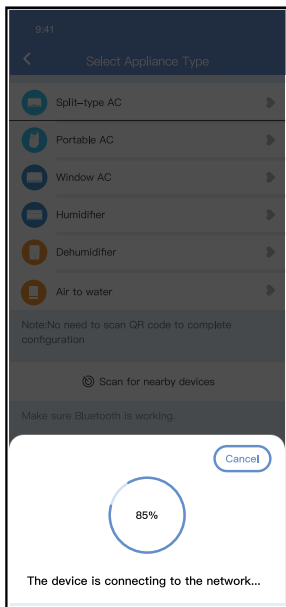 9:41
Select Appliance Type
Split-type AC
Portable AC
Window AC
Humidifier
Dehumidifier
Air to water
Note:No need to scan QR code to complete
configuration
Scan for nearby devices
Make sure Bluetooth is working.
Cancel
85%
The device is connecting to the network...